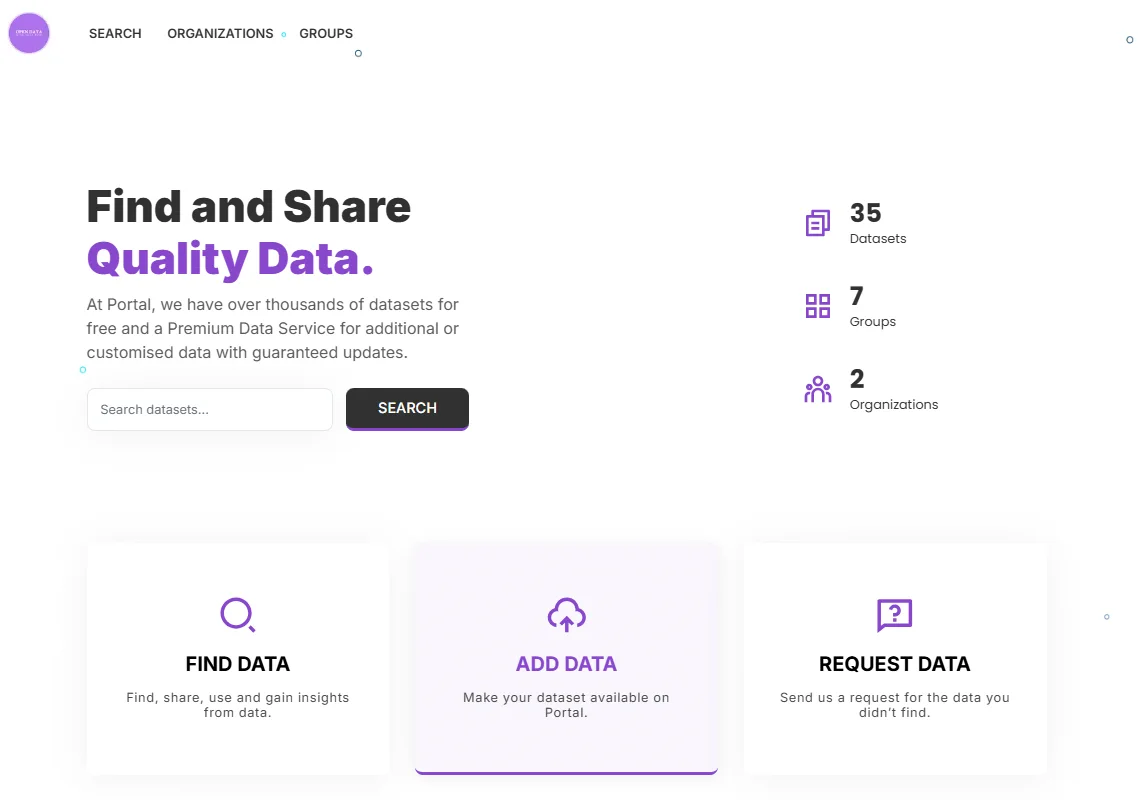 OPEN DATA
SEARCH
ORGANIZATIONS
GROUPS
Find and Share
Quality Data.
At Portal, we have over thousands of datasets for
free and a Premium Data Service for additional or
customised data with guaranteed updates.
Search datasets...
SEARCH
35
Datasets
7
Groups
2
Organizations
FIND DATA
Find, share, use and gain insights
from data.
ADD DATA
Make your dataset available on
Portal.
REQUEST DATA
Send us a request for the data you
didn't find.